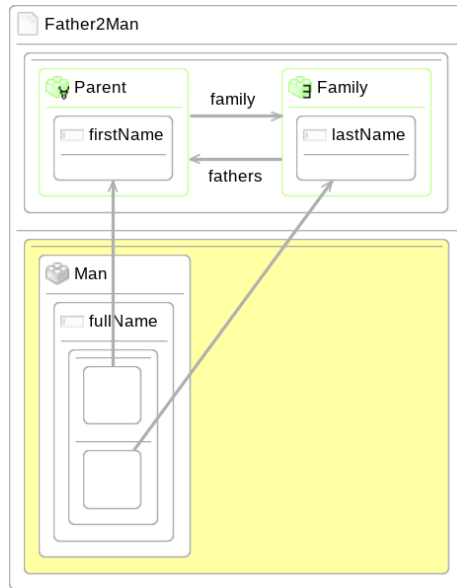 Father2Man
Parent
family
Family
firstName
lastName
fathers
Man
fullName